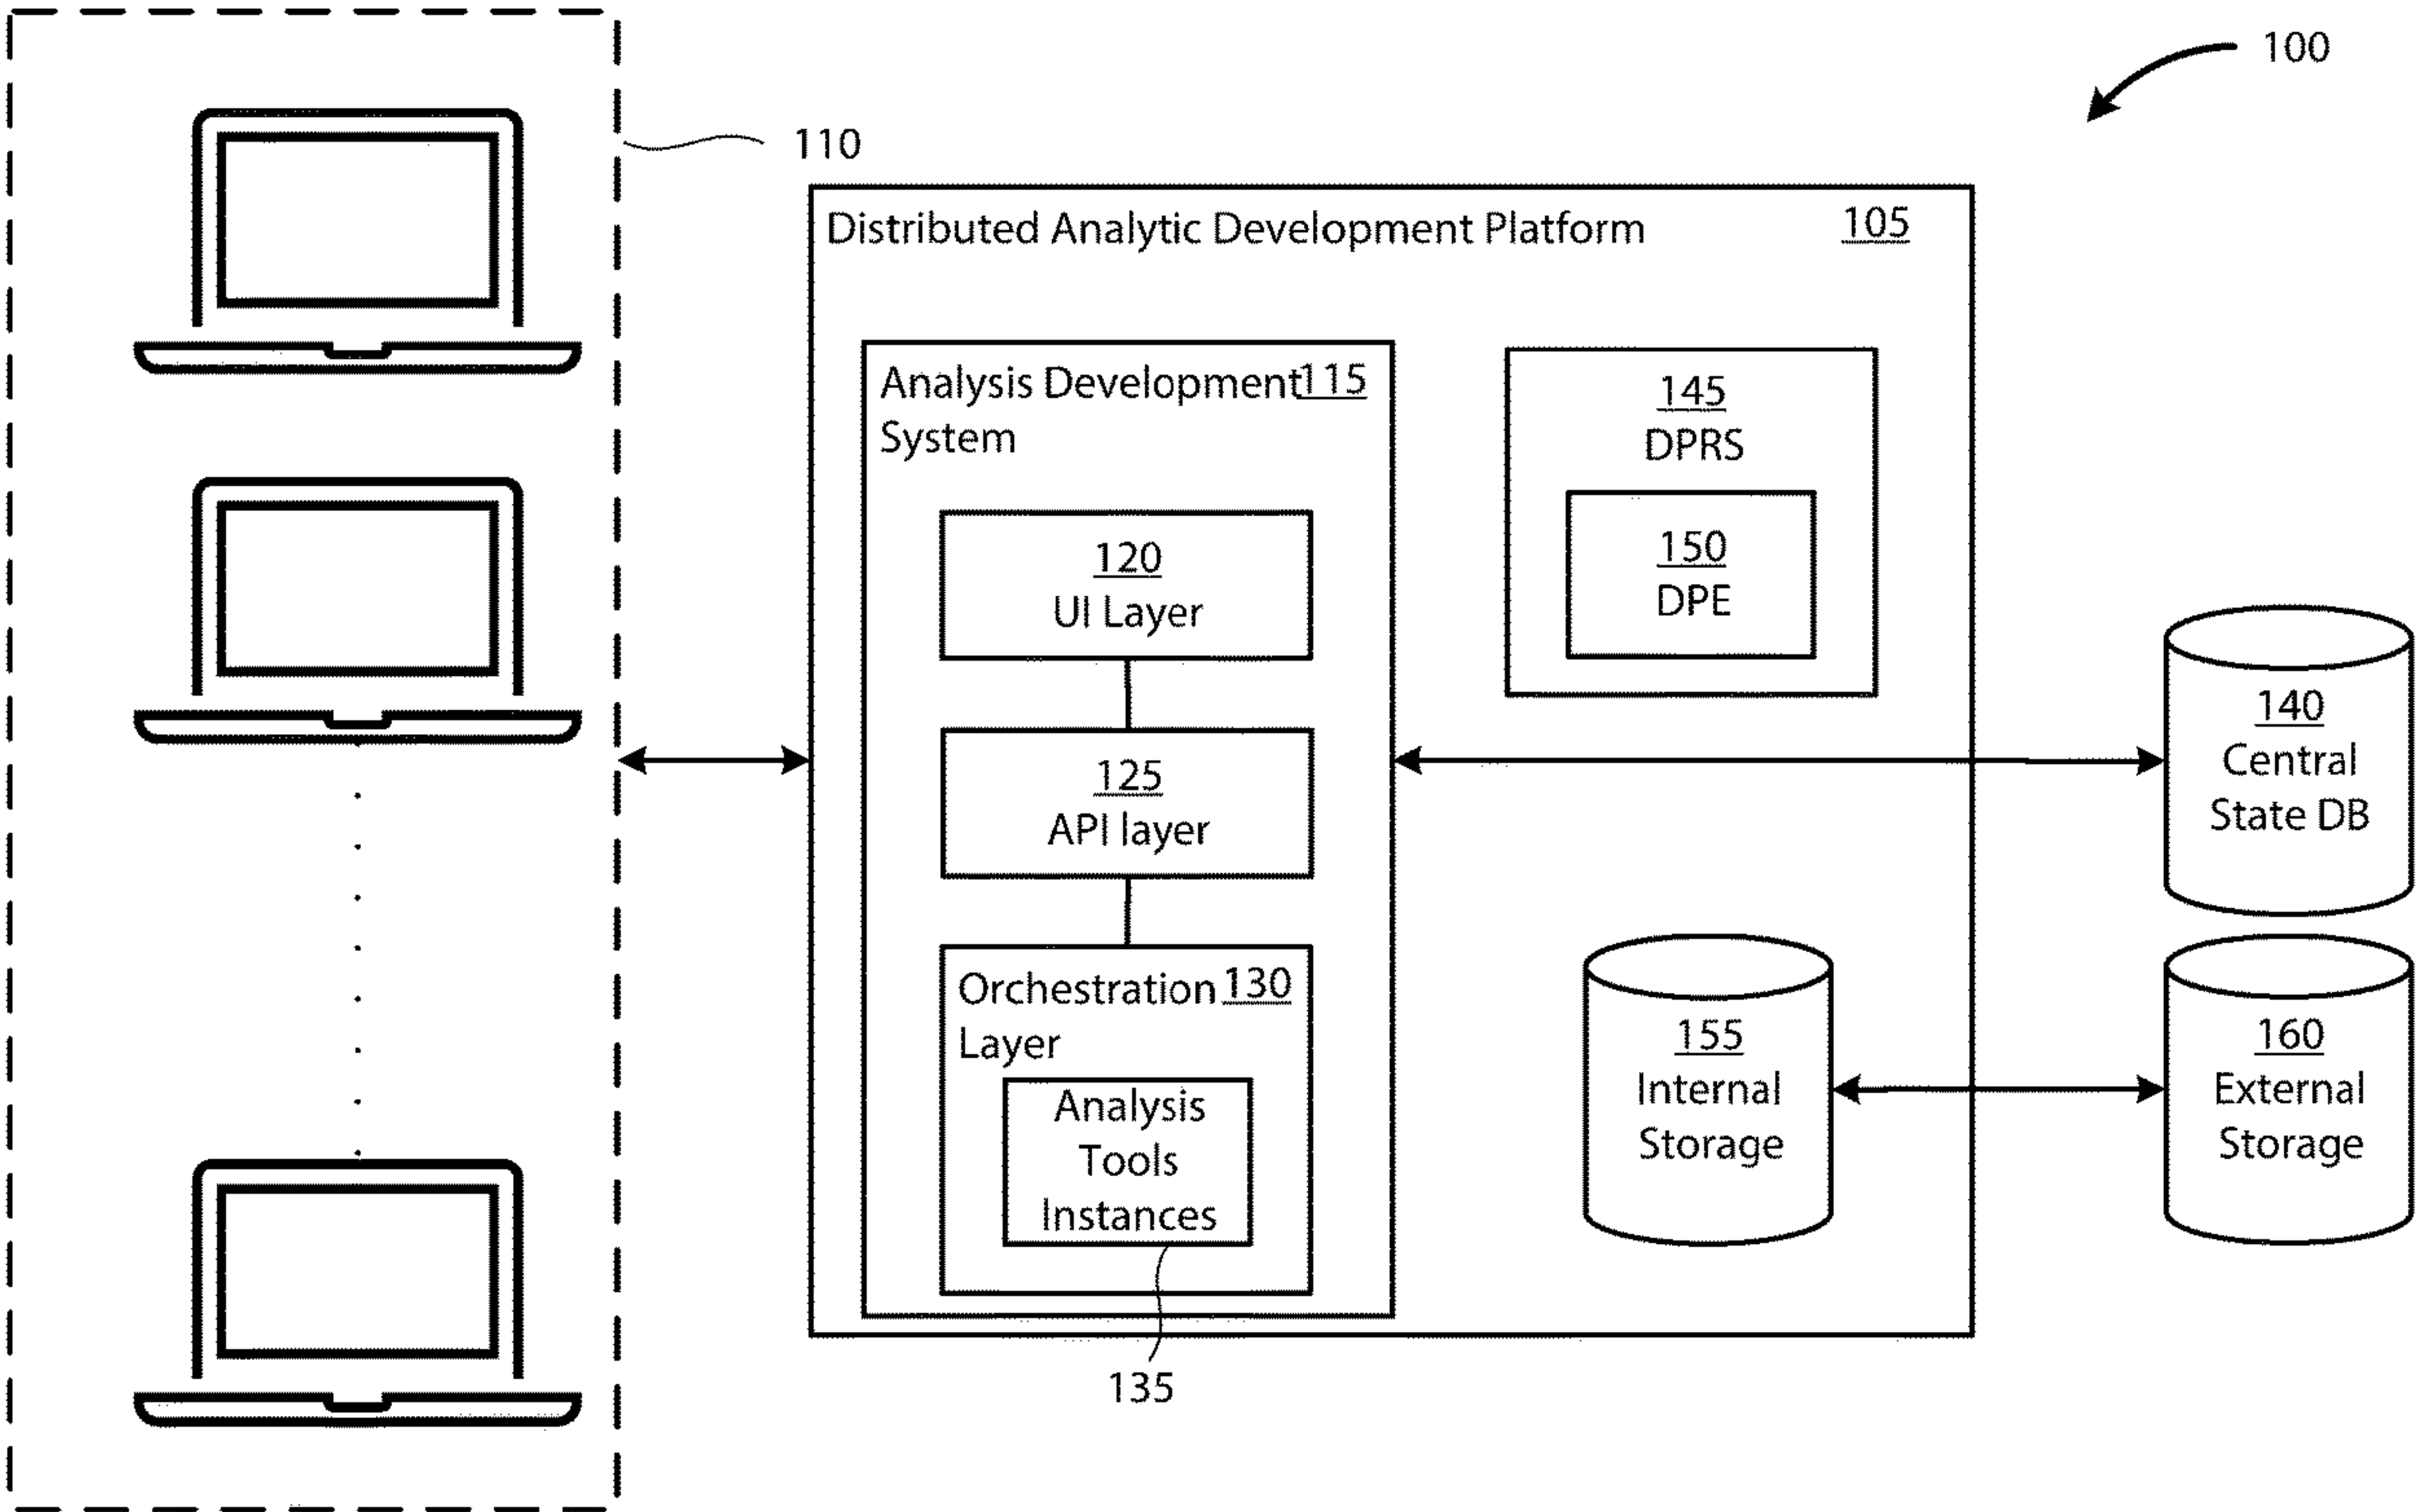 100
110
Distributed Analytic Development Platform 105
Analysis Development 115
System
120
UI Layer
125
API layer
Orchestration 130
Layer
Analysis
Tools
Instances
135
145
DPRS
150
DPE
140
Central
State DB
155
Internal
Storage
160
External
Storage